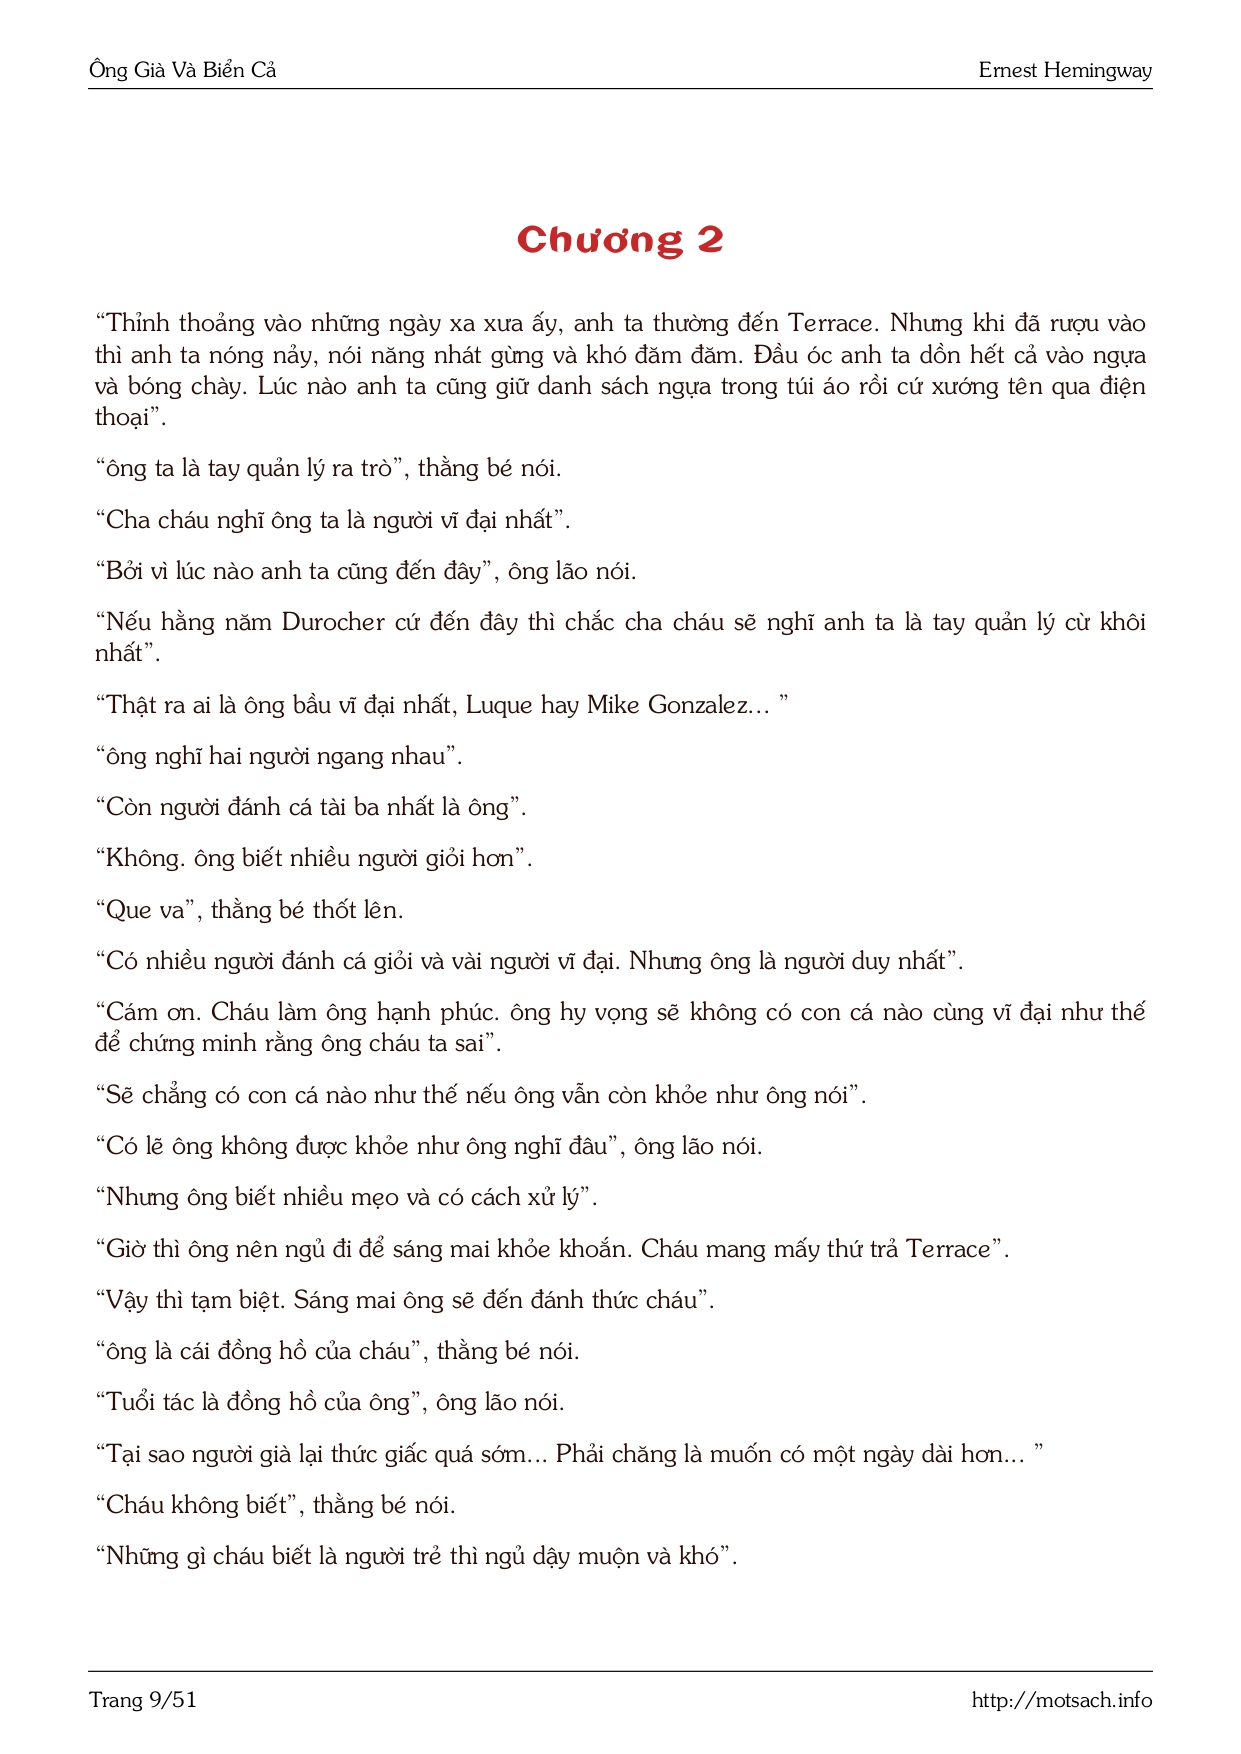 Ông Già Và Biển Cả
Ernest Hemingway
Chương 2
“Thỉnh thoảng vào những ngày xa xưa ấy, anh ta thường đến Terrace. Nhưng khi đã rượu vào
thì anh ta nóng nảy, nói năng nhát gừng và khó đăm đăm. Đầu óc anh ta dồn hết cả vào ngựa
và bóng chày. Lúc nào anh ta cũng giữ danh sách ngựa trong túi áo rồi cứ xướng tên qua điện
thoại”.
“ông ta là tay quản lý ra trò”, thằng bé nói.
“Cha cháu nghĩ ông ta là người vĩ đại nhất”.
“Bởi vì lúc nào anh ta cũng đến đây”, ông lão nói.
“Nếu hằng năm Durocher cứ đến đây thì chắc cha cháu sẽ nghĩ anh ta là tay quản lý cừ khôi
nhất”.
“Thật ra ai là ông bầu vĩ đại nhất, Luque hay Mike Gonzalez... ”
“ông nghĩ hai người ngang nhau”.
“Còn người đánh cá tài ba nhất là ông”.
“Không. ông biết nhiều người giỏi hơn”.
“Que va”, thằng bé thốt lên.
“Có nhiều người đánh cá giỏi và vài người vĩ đại. Nhưng ông là người duy nhất”.
“Cám ơn. Cháu làm ông hạnh phúc. ông hy vọng sẽ không có con cá nào cùng vĩ đại như thế
để chứng minh rằng ông cháu ta sai”.
“Sẽ chẳng có con cá nào như thế nếu ông vẫn còn khỏe như ông nói”.
“Có lẽ ông không được khỏe như ông nghĩ đâu”, ông lão nói.
“Nhưng ông biết nhiều mẹo và có cách xử lý”.
“Giờ thì ông nên ngủ đi để sáng mai khỏe khoắn. Cháu mang mấy thứ trả Terrace”.
“Vậy thì tạm biệt. Sáng mai ông sẽ đến đánh thức cháu”.
“ông là cái đồng hồ của cháu”, thằng bé nói.
“Tuổi tác là đồng hồ của ông”, ông lão nói.
“Tại sao người già lại thức giấc quá sớm... Phải chăng là muốn có một ngày dài hơn... ”
“Cháu không biết”, thằng bé nói.
“Những gì cháu biết là người trẻ thì ngủ dậy muộn và khó”.
Trang 9/51
http://motsach.info